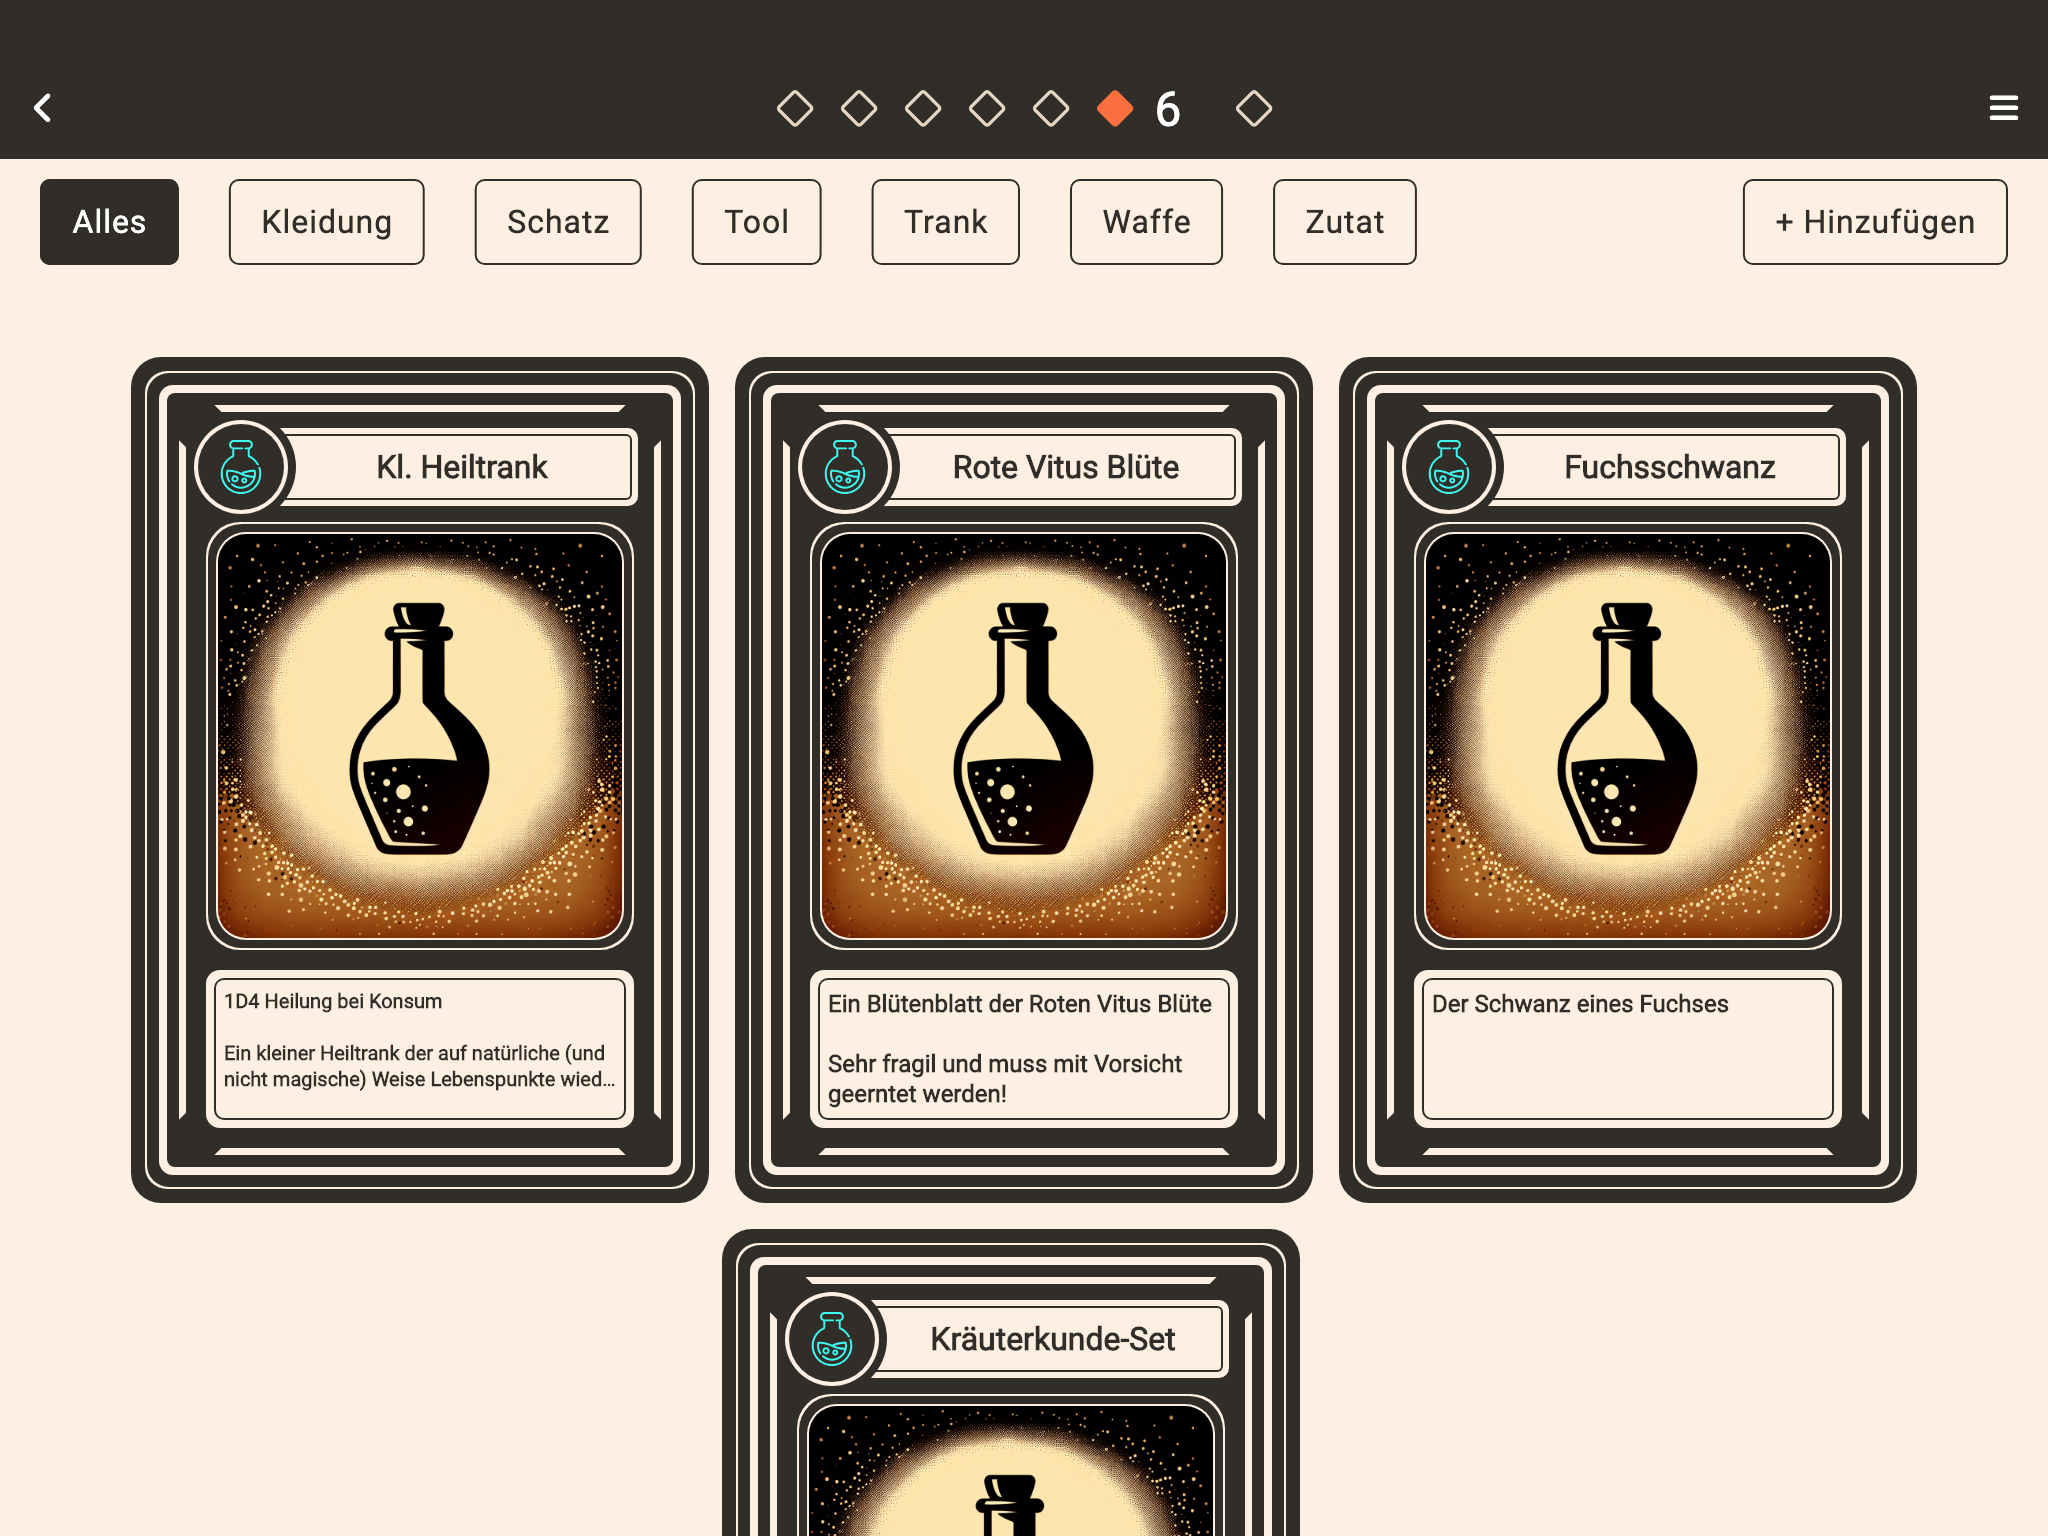 6
Alles
Kleidung
Schatz
Tool
Trank
Waffe
Zutat
+ Hinzufügen
Kl. Heiltrank
1D4 Heilung bei Konsum
Ein kleiner Heiltrank der auf natürliche (und
nicht magische) Weise Lebenspunkte wied...
Rote Vitus Blüte
Ein Blütenblatt der Roten Vitus Blüte
Sehr fragil und muss mit Vorsicht
geerntet werden!
Fuchsschwanz
Der Schwanz eines Fuchses
Kräuterkunde-Set